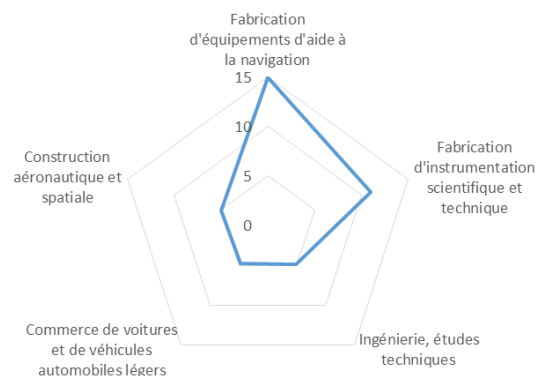 Fabrication
d'équipements d'aide à
la navigation
15
10
5
0
Fabrication
d'instrumentation
scientifique et
technique
Ingénierie, études
techniques
Commerce de voitures
et de véhicules
automobiles légers
Construction
aéronautique et
spatiale